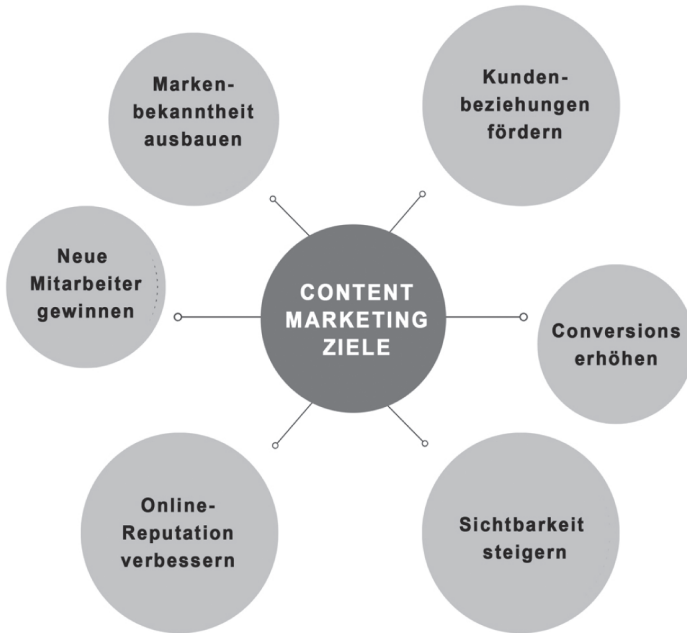 Marken-
bekanntheit
ausbauen
Kunden-
beziehungen
fördern
Neue
Mitarbeiter
gewinnen
CONTENT
MARKETING
ZIELE
Conversions
erhöhen
Online-
Reputation
verbessern
Sichtbarkeit
steigern